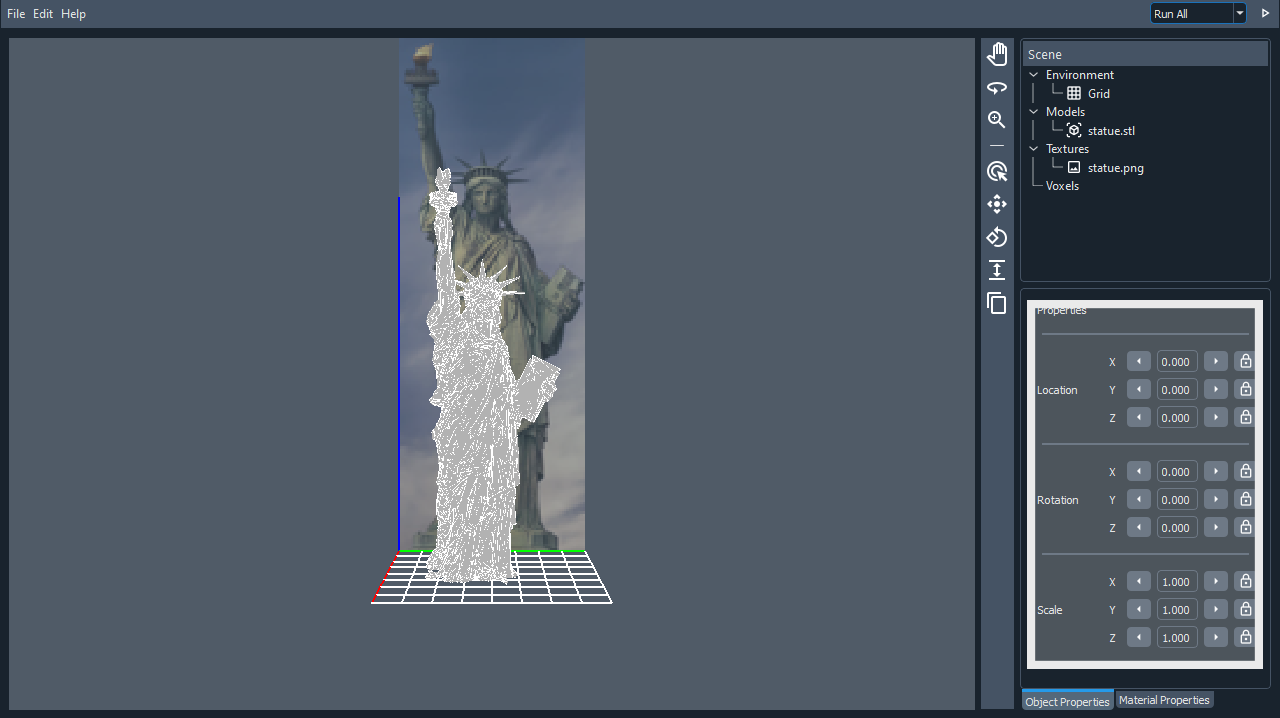 File Edit Help
Run All
Scene
Environment
Grid
Models
statue.stl
Textures
statue.png
Voxels
Properties
X 0.000
Location Y 0.000
Z 0.000
X 0.000
Rotation Y 0.000
Z 0.000
X 1.000
Scale Y 1.000
Z 1.000
Object Properties Material Properties